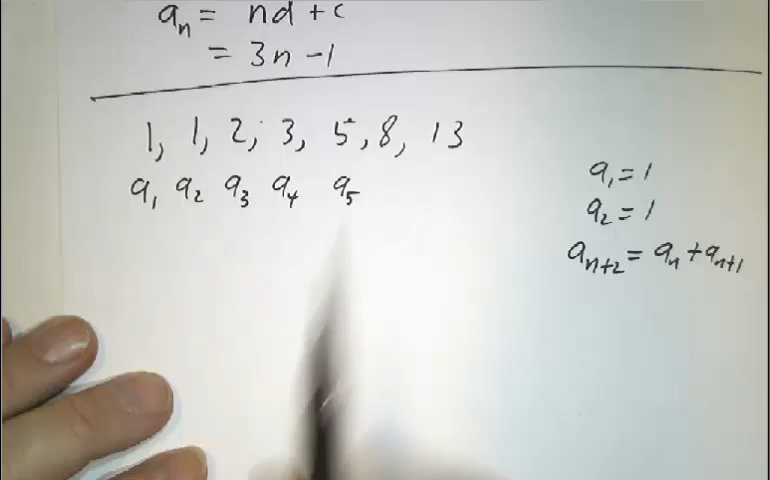 aₙ = nd + c
= 3n - 1
1, 1, 2, 3, 5, 8, 13
a₁ a₂ a₃ a₄ a₅
a₁ = 1
a₂ = 1
aₙ₊₂ = aₙ + aₙ₊₁